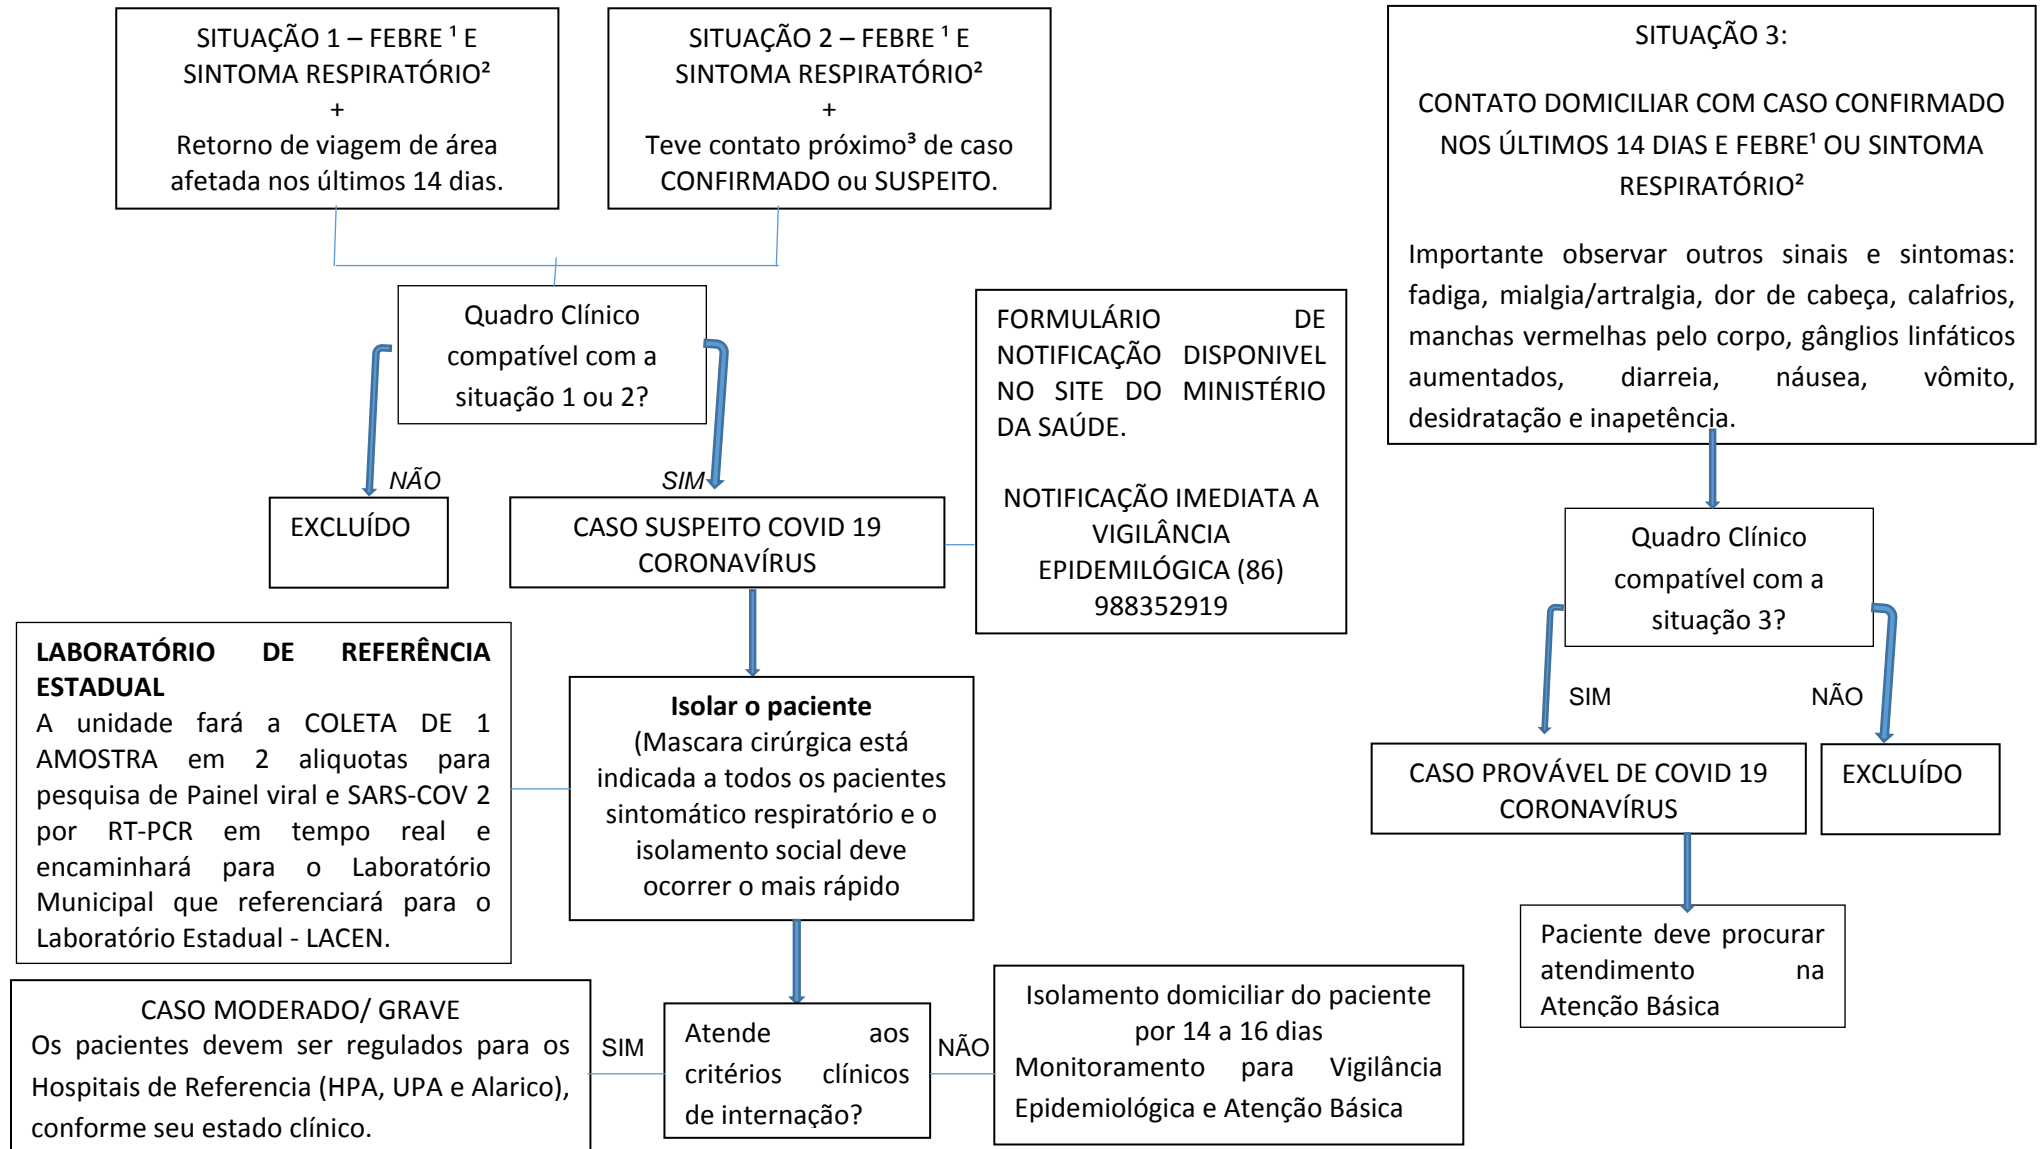 SITUAÇÃO 1 – FEBRE ¹ E
SINTOMA RESPIRATÓRIO²
+
Retorno de viagem de área
afetada nos últimos 14 dias.
SITUAÇÃO 2 – FEBRE ¹ E
SINTOMA RESPIRATÓRIO²
+
Teve contato próximo³ de caso
CONFIRMADO ou SUSPEITO.
SITUAÇÃO 3:
CONTATO DOMICILIAR COM CASO CONFIRMADO
NOS ÚLTIMOS 14 DIAS E FEBRE¹ OU SINTOMA
RESPIRATÓRIO²
Importante observar outros sinais e sintomas:
fadiga, mialgia/artralgia, dor de cabeça, calafrios,
manchas vermelhas pelo corpo, gânglios linfáticos
aumentados, diarreia, náusea, vômito,
desidratação e inapetência.
Quadro Clínico
compatível com a
situação 1 ou 2?
NÃO
SIM
EXCLUÍDO
CASO SUSPEITO COVID 19
CORONAVÍRUS
FORMULÁRIO DE
NOTIFICAÇÃO DISPONIVEL
NO SITE DO MINISTÉRIO
DA SAÚDE.
NOTIFICAÇÃO IMEDIATA A
VIGILÂNCIA
EPIDEMILÓGICA (86)
988352919
Quadro Clínico
compatível com a
situação 3?
SIM
NÃO
CASO PROVÁVEL DE COVID 19
CORONAVÍRUS
EXCLUÍDO
Paciente deve procurar
atendimento na
Atenção Básica
LABORATÓRIO DE REFERÊNCIA
ESTADUAL
A unidade fará a COLETA DE 1
AMOSTRA em 2 aliquotas para
pesquisa de Painel viral e SARS-COV 2
por RT-PCR em tempo real e
encaminhará para o Laboratório
Municipal que referenciará para o
Laboratório Estadual - LACEN.
Isolar o paciente
(Mascara cirúrgica está
indicada a todos os pacientes
sintomático respiratório e o
isolamento social deve
ocorrer o mais rápido
CASO MODERADO/ GRAVE
Os pacientes devem ser regulados para os
Hospitais de Referencia (HPA, UPA e Alarico),
conforme seu estado clínico.
SIM
Atende aos
critérios clínicos
de internação?
NÃO
Isolamento domiciliar do paciente
por 14 a 16 dias
Monitoramento para Vigilância
Epidemiológica e Atenção Básica